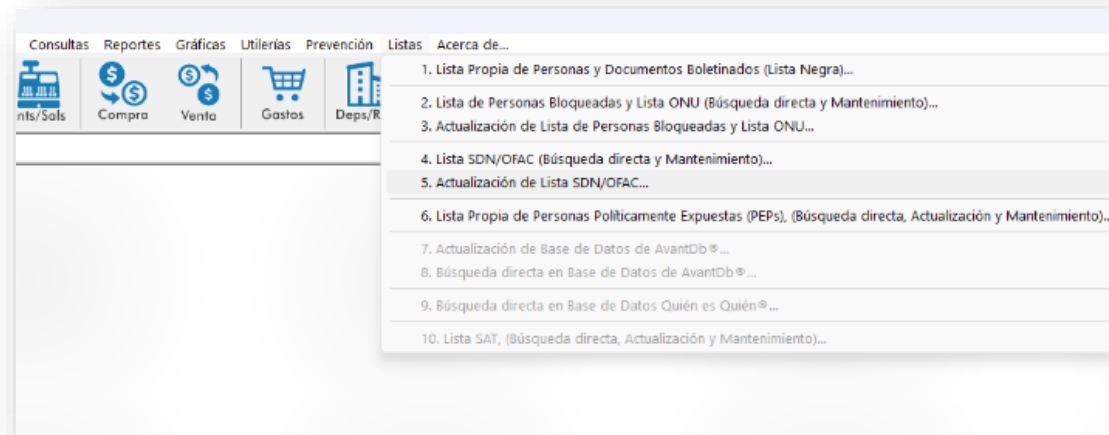 Consultas Reportes Gráficas Utilerías Prevención Listas Acerca de...
nts/Sals Compra Venta Gastos Deps/R
1. Lista Propia de Personas y Documentos Boletinados (Lista Negra)...
2. Lista de Personas Bloqueadas y Lista ONU (Búsqueda directa y Mantenimiento)...
3. Actualización de Lista de Personas Bloqueadas y Lista ONU...
4. Lista SDN/OFAC (Búsqueda directa y Mantenimiento)...
5. Actualización de Lista SDN/OFAC...
6. Lista Propia de Personas Políticamente Expuestas (PEPs), (Búsqueda directa, Actualización y Mantenimiento)...
7. Actualización de Base de Datos de AvantDb®...
8. Búsqueda directa en Base de Datos de AvantDb®...
9. Búsqueda directa en Base de Datos Quién es Quién®...
10. Lista SAT, (Búsqueda directa, Actualización y Mantenimiento)...